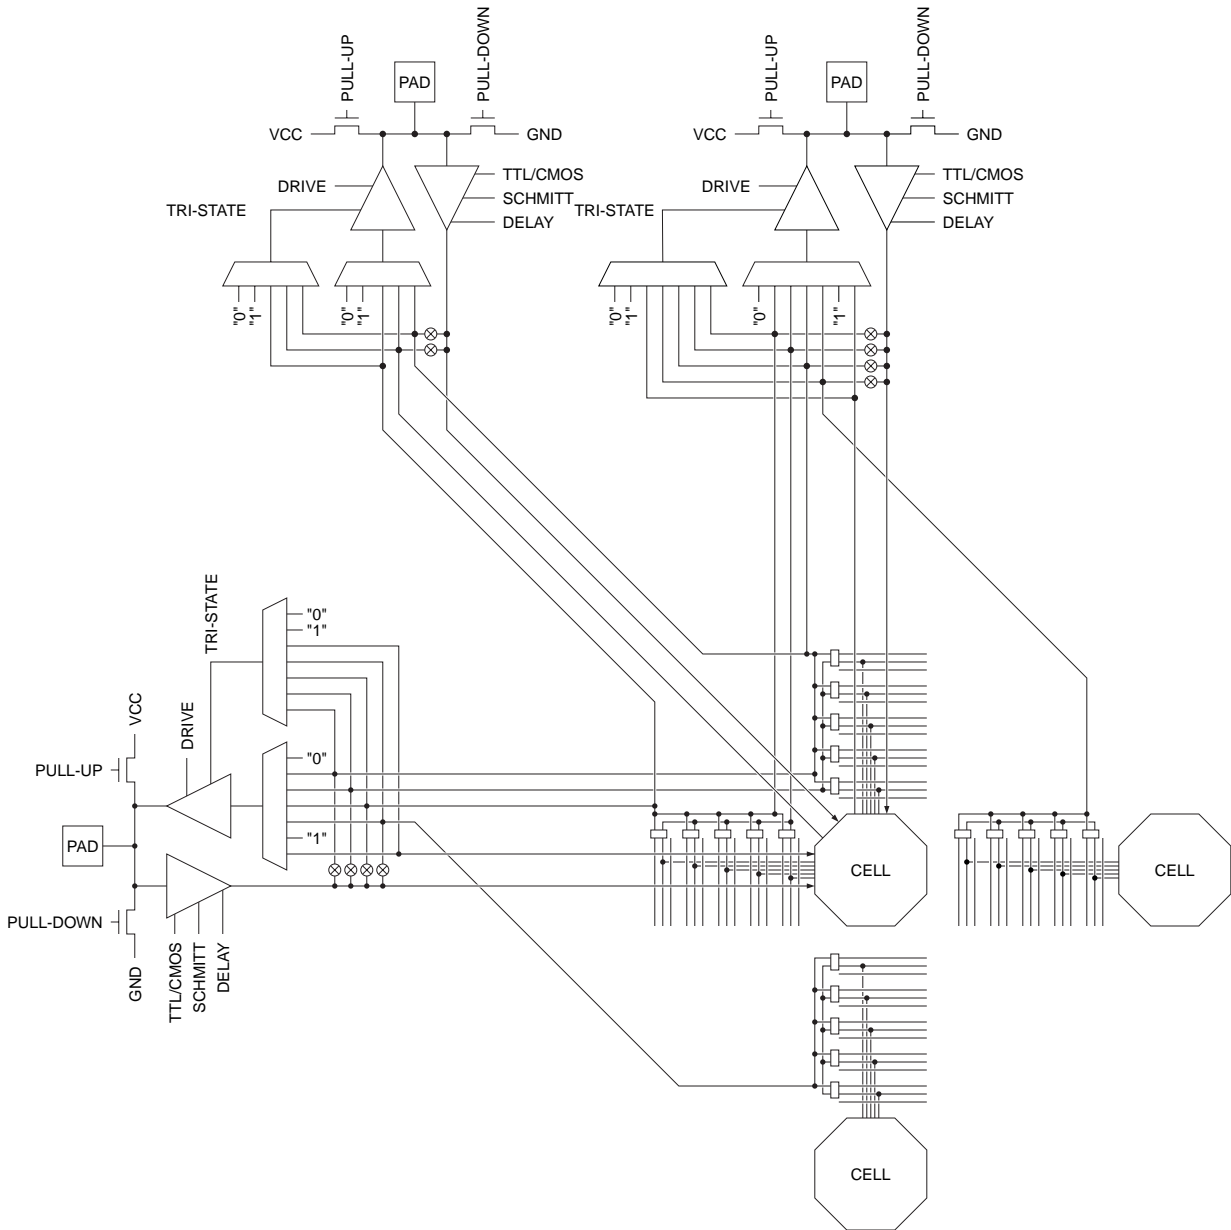 PULL-UP
PAD
PULL-DOWN
VCC
GND
DRIVE
TRI-STATE
TTL/CMOS
SCHMITT
DELAY
"0"
"1"
"0"
"1"
PULL-UP
PAD
PULL-DOWN
VCC
GND
DRIVE
TRI-STATE
TTL/CMOS
SCHMITT
DELAY
"0"
"1"
"0"
"1"
TRI-STATE
"0"
"1"
VCC
DRIVE
PULL-UP
"0"
PAD
"1"
PULL-DOWN
GND
TTL/CMOS
SCHMITT
DELAY
CELL
CELL
CELL